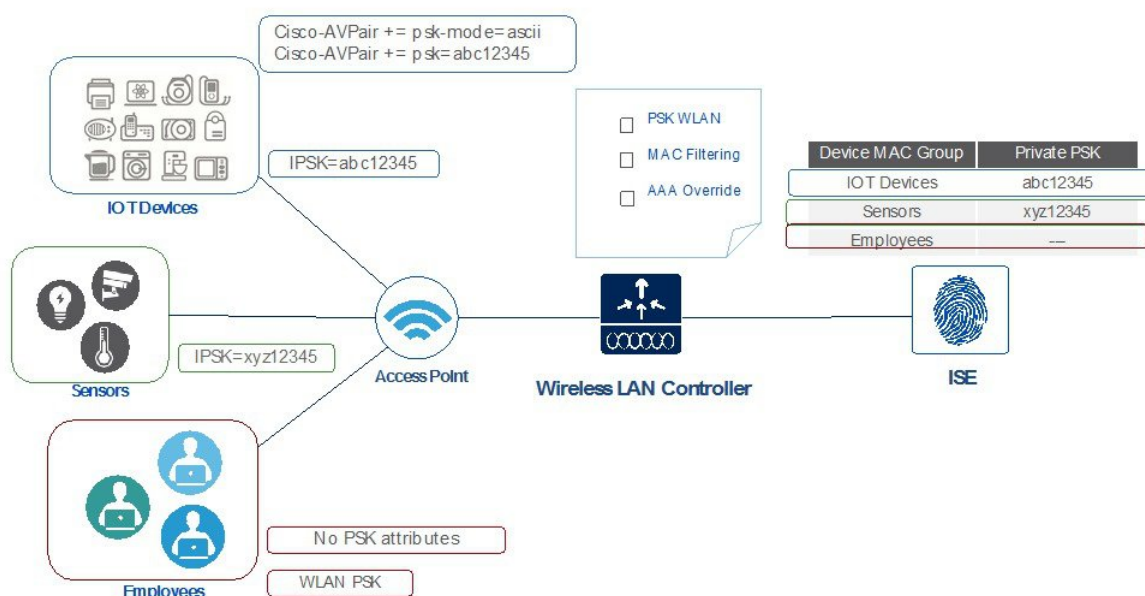 Cisco-AVPair += psk-mode=ascii
Cisco-AVPair += psk=abc12345
IPSK=abc12345
IOT Devices
PSK WLAN
MAC Filtering
AAA Override
Device MAC Group Private PSK
IOT Devices abc12345
Sensors xyz12345
Employees ---
IPSK=xyz12345
Sensors
Access Point
Wireless LAN Controller
ISE
No PSK attributes
WLAN PSK
Employees